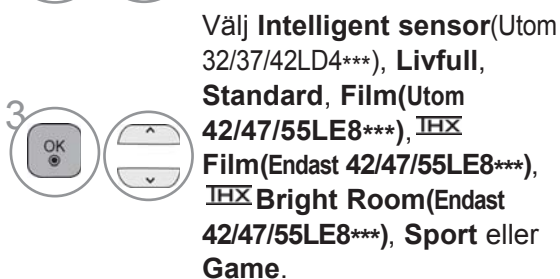 Välj Intelligent sensor(Utom
32/37/42LD4***), Livfull,
Standard, Film(Utom
42/47/55LE8***), THX
Film(Endast 42/47/55LE8***),
THX Bright Room(Endast
42/47/55LE8***), Sport eller
Game.
3
OK